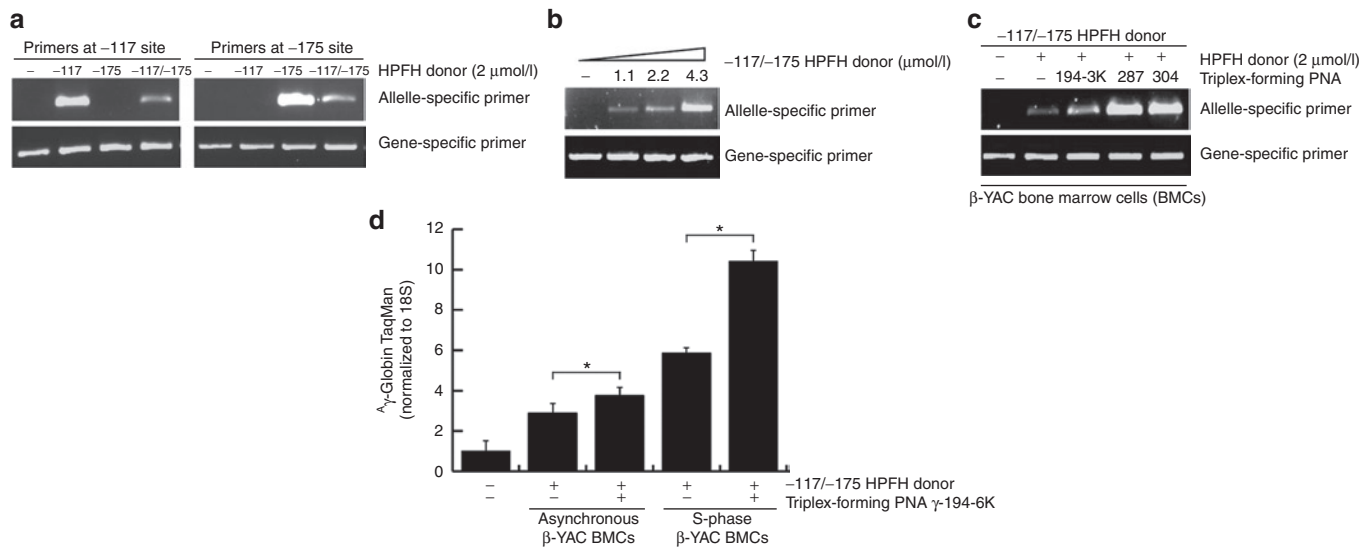 a
Primers at –117 site
Primers at –175 site
– –117 –175 –117/–175
– –117 –175 –117/–175
HPFH donor (2 μmol/l)
Allele-specific primer
Gene-specific primer
b
– 1.1 2.2 4.3
–117/–175 HPFH donor (μmol/l)
Allele-specific primer
Gene-specific primer
c
–117/–175 HPFH donor
– + + + +
HPFH donor (2 μmol/l)
– – 194-3K 287 304
Triplex-forming PNA
Allele-specific primer
Gene-specific primer
β-YAC bone marrow cells (BMCs)
d
Aγ-Globin TaqMan
(normalized to 18S)
12
10
8
6
4
2
0
* *
– + + + +
–117/–175 HPFH donor
– – + – +
Triplex-forming PNA γ-194-6K
Asynchronous
β-YAC BMCs
S-phase
β-YAC BMCs